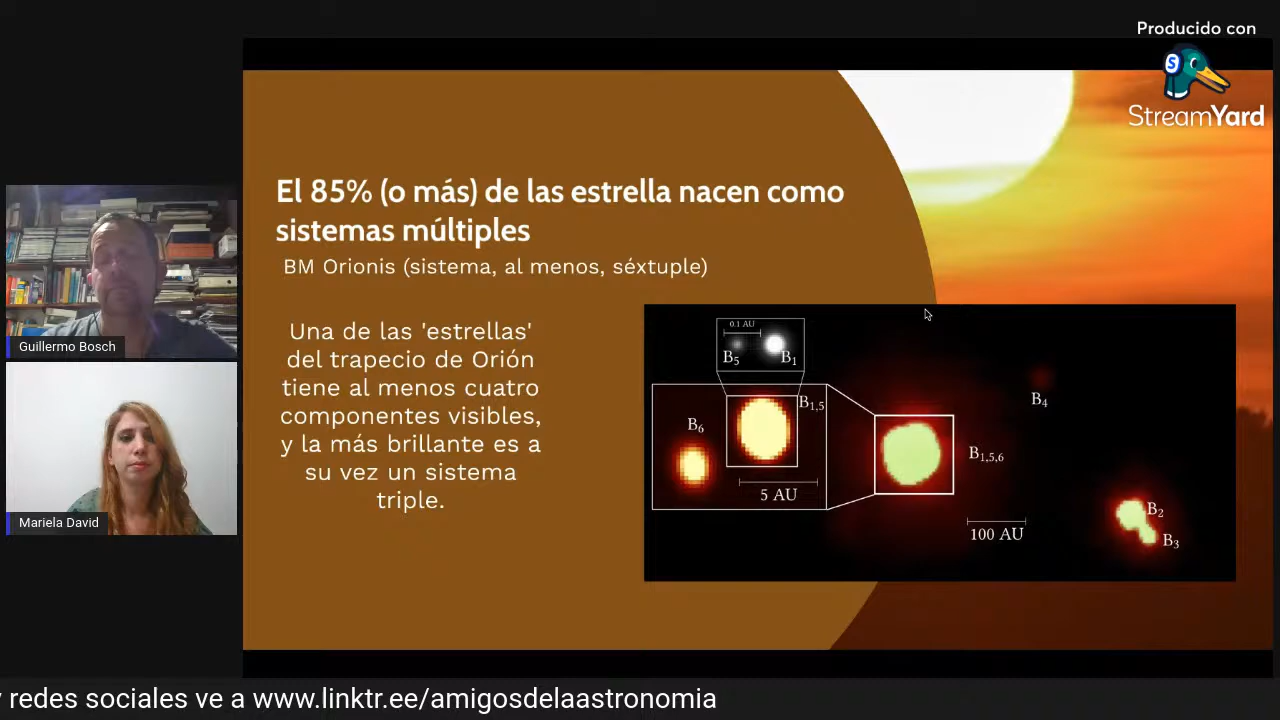 Producido con
S
StreamYard
El 85% (o más) de las estrella nacen como
sistemas múltiples
BM Orionis (sistema, al menos, séxtuple)
Una de las 'estrellas'
del trapecio de Orión
tiene al menos cuatro
componentes visibles,
y la más brillante es a
su vez un sistema
triple.
0.1 AU
B5
B1
B6
B1,5
5 AU
B1,5,6
100 AU
B4
B2
B3
Guillermo Bosch
Mariela David
y redes sociales ve a www.linktr.ee/amigosdelaastronomia